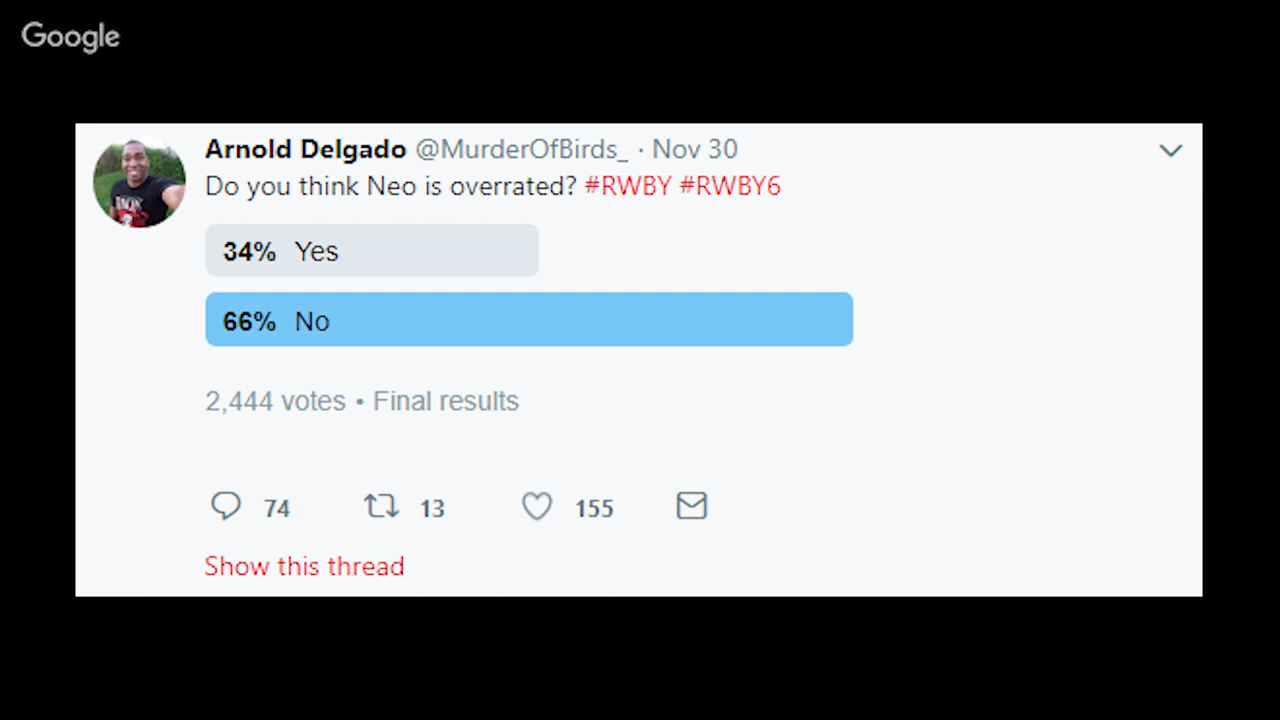 Google
Arnold Delgado @MurderOfBirds_ · Nov 30
Do you think Neo is overrated? #RWBY #RWBY6
34% Yes
66% No
2,444 votes • Final results
74 13 155
Show this thread